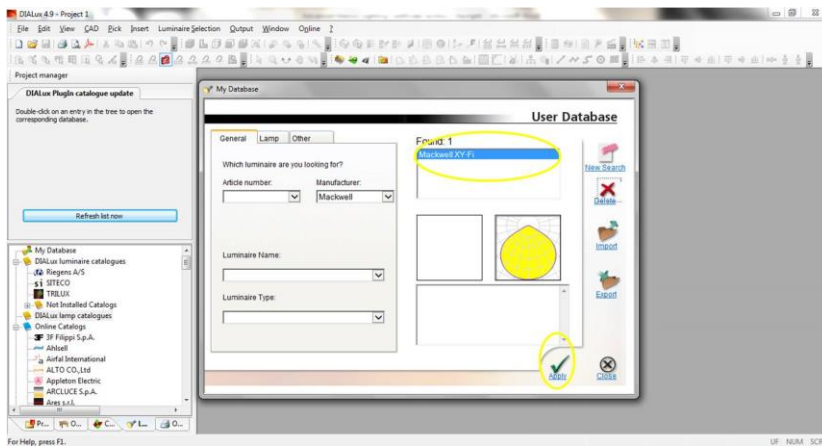 DIALux 4.9 - Project 1
File Edit View CAD Pick Insert Luminaire Selection Output Window Online ?
Project manager
DIALux PlugIn catalogue update
Double-click on an entry in the tree to open the
corresponding database.
Refresh list now
My Database
DIALux luminaire catalogues
Riegens A/S
SITECO
TRILUX
Not Installed Catalogs
DIALux lamp catalogues
Online Catalogs
3F Filippi S.p.A.
Ahlsell
Airfal International
ALTO CO.,Ltd
Appleton Electric
ARCLUCE S.p.A.
Ares s.r.l.
Pr... O... C... L... O...
For Help, press F1.
My Database
User Database
General Lamp Other
Which luminaire are you looking for?
Article number: Manufacturer:
Mackwell
Luminaire Name:
Luminaire Type:
Found: 1
Mackwell XY-Fi
New Search
Delete...
Import
Export
Apply
Close
UF NUM SCR